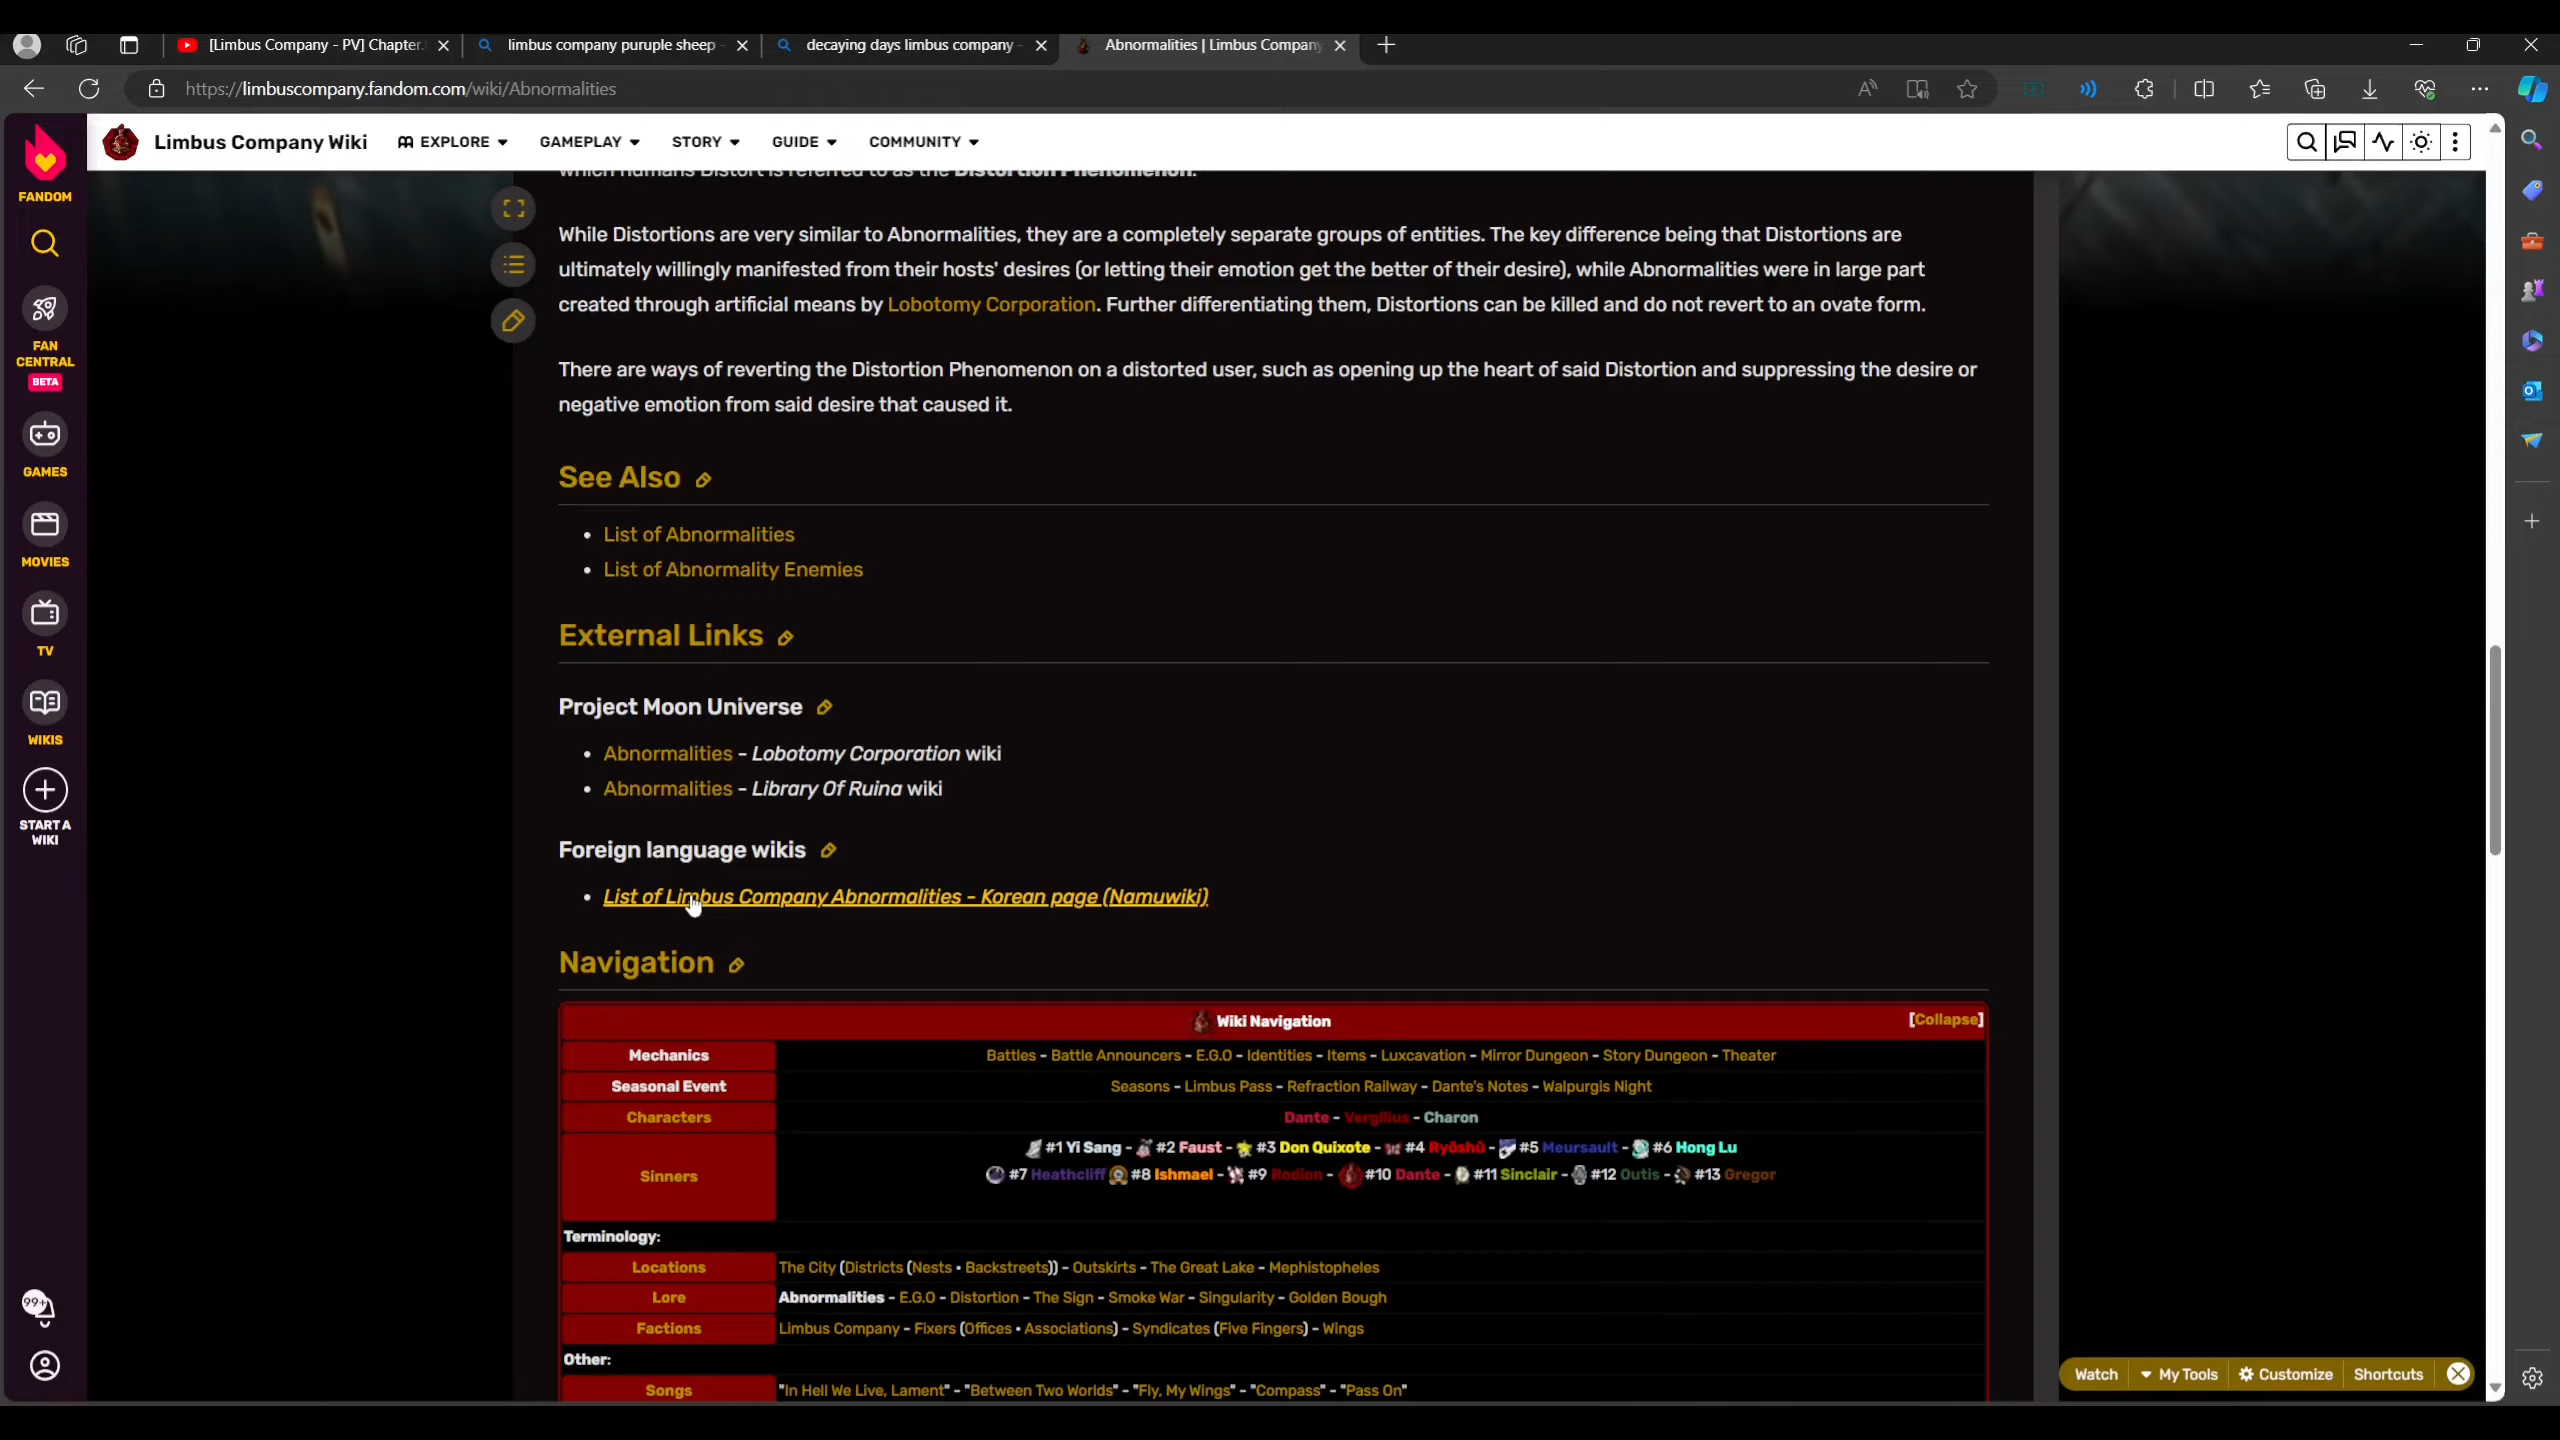 [Limbus Company - PV] Chapter.
limbus company puruple sheep -
decaying days limbus company -
Abnormalities | Limbus Company
https://limbuscompany.fandom.com/wiki/Abnormalities
Limbus Company Wiki
EXPLORE
GAMEPLAY
STORY
GUIDE
COMMUNITY
FANDOM
FAN
CENTRAL
BETA
GAMES
MOVIES
TV
WIKIS
START A
WIKI
99+
which humans Distort is referred to as the Distortion Phenomenon.
While Distortions are very similar to Abnormalities, they are a completely separate groups of entities. The key difference being that Distortions are
ultimately willingly manifested from their hosts' desires (or letting their emotion get the better of their desire), while Abnormalities were in large part
created through artificial means by Lobotomy Corporation. Further differentiating them, Distortions can be killed and do not revert to an ovate form.
There are ways of reverting the Distortion Phenomenon on a distorted user, such as opening up the heart of said Distortion and suppressing the desire or
negative emotion from said desire that caused it.
See Also
• List of Abnormalities
• List of Abnormality Enemies
External Links
Project Moon Universe
• Abnormalities - Lobotomy Corporation wiki
• Abnormalities - Library Of Ruina wiki
Foreign language wikis
• List of Limbus Company Abnormalities - Korean page (Namuwiki)
Navigation
Wiki Navigation
[Collapse]
Mechanics
Battles - Battle Announcers - E.G.O - Identities - Items - Luxcavation - Mirror Dungeon - Story Dungeon - Theater
Seasonal Event
Seasons - Limbus Pass - Refraction Railway - Dante's Notes - Walpurgis Night
Characters
Dante - Vergilius - Charon
Sinners
#1 Yi Sang - #2 Faust - #3 Don Quixote - #4 Ryōshū - #5 Meursault - #6 Hong Lu
#7 Heathcliff #8 Ishmael - #9 Rodion - #10 Dante - #11 Sinclair - #12 Outis - #13 Gregor
Terminology:
Locations
The City (Districts (Nests • Backstreets)) - Outskirts - The Great Lake - Mephistopheles
Lore
Abnormalities - E.G.O - Distortion - The Sign - Smoke War - Singularity - Golden Bough
Factions
Limbus Company - Fixers (Offices • Associations) - Syndicates (Five Fingers) - Wings
Other:
Songs
"In Hell We Live, Lament" - "Between Two Worlds" - "Fly, My Wings" - "Compass" - "Pass On"
Watch
My Tools
Customize
Shortcuts